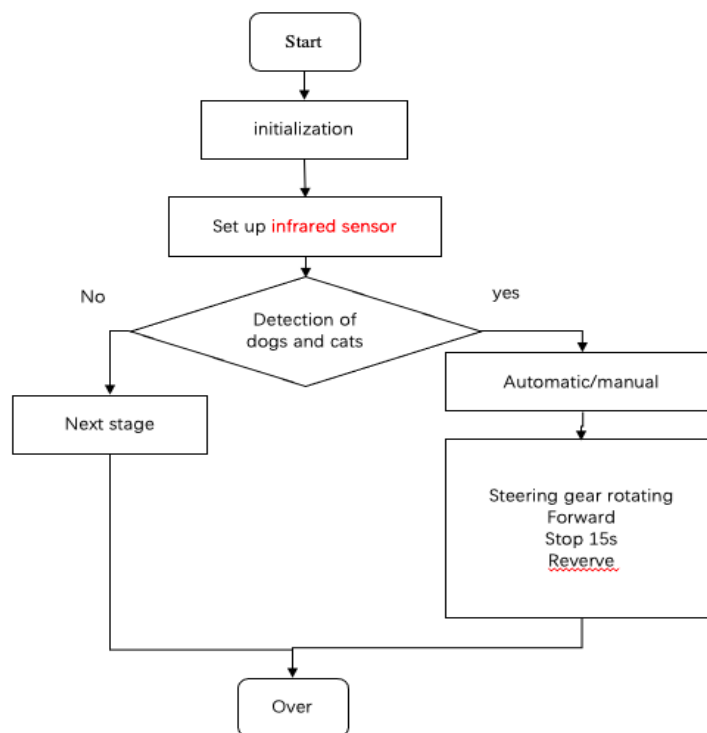 Start
initialization
Set up infrared sensor
No
yes
Detection of
dogs and cats
Automatic/manual
Next stage
Steering gear rotating
Forward
Stop 15s
Reverve
Over